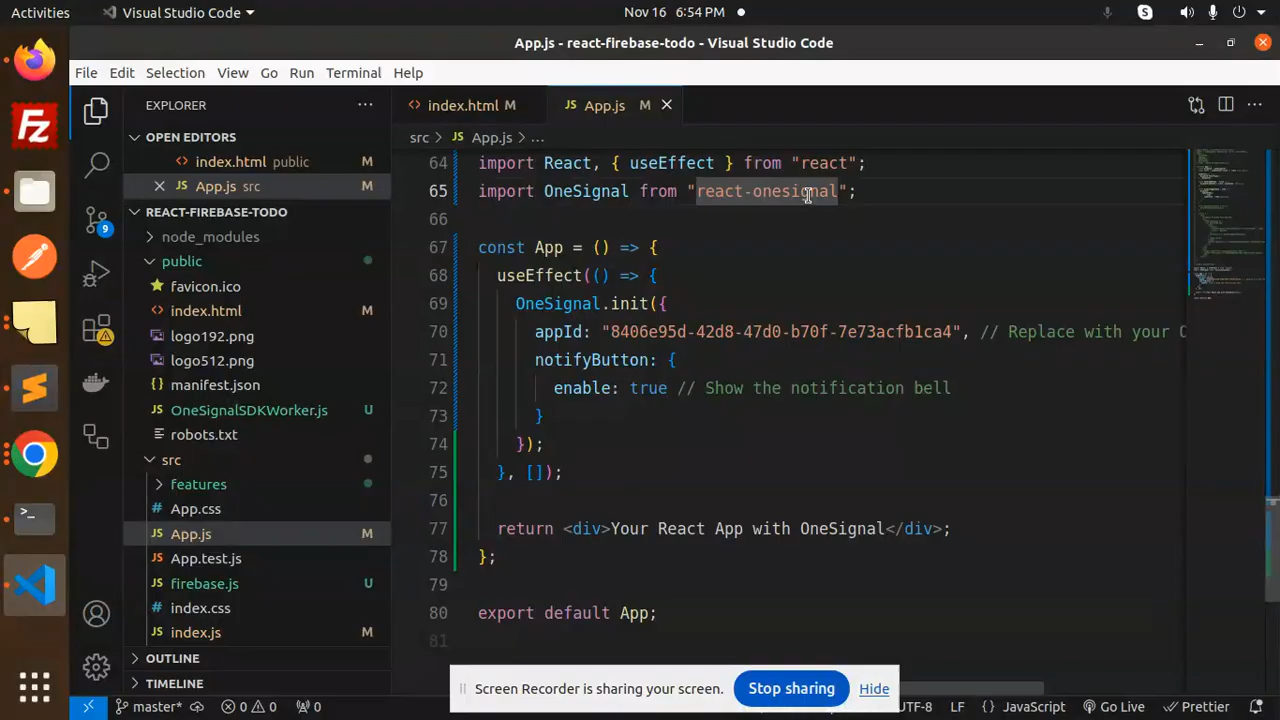 Activities
Visual Studio Code
Nov 16 6:54 PM
App.js - react-firebase-todo - Visual Studio Code
File Edit Selection View Go Run Terminal Help
EXPLORER
index.html M
App.js M
OPEN EDITORS
src > JS App.js > ...
index.html public M
App.js src M
REACT-FIREBASE-TODO
node_modules
public
favicon.ico
index.html M
logo192.png
logo512.png
manifest.json
OneSignalSDKWorker.js U
robots.txt
src
features
App.css
App.js M
App.test.js
firebase.js U
index.css
index.js M
OUTLINE
TIMELINE
9
64 import React, { useEffect } from "react";
65 import OneSignal from "react-onesignal";
66
67 const App = () => {
68 useEffect(() => {
69 OneSignal.init({
70 appId: "8406e95d-42d8-47d0-b70f-7e73acfb1ca4", // Replace with your
71 notifyButton: {
72 enable: true // Show the notification bell
73 }
74 });
75 }, []);
76
77 return <div>Your React App with OneSignal</div>;
78 };
79
80 export default App;
81
Screen Recorder is sharing your screen.
Stop sharing
Hide
master*
0
0
0
UTF-8
LF
{ } JavaScript
Go Live
Prettier